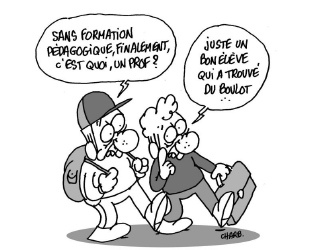 SANS FORMATION
PÉDAGOGIQUE, FINALEMENT,
C'EST QUOI, UN PROF ?
JUSTE UN
BON ÉLÈVE
QUI A TROUVÉ
DU BOULOT...
CHARB.